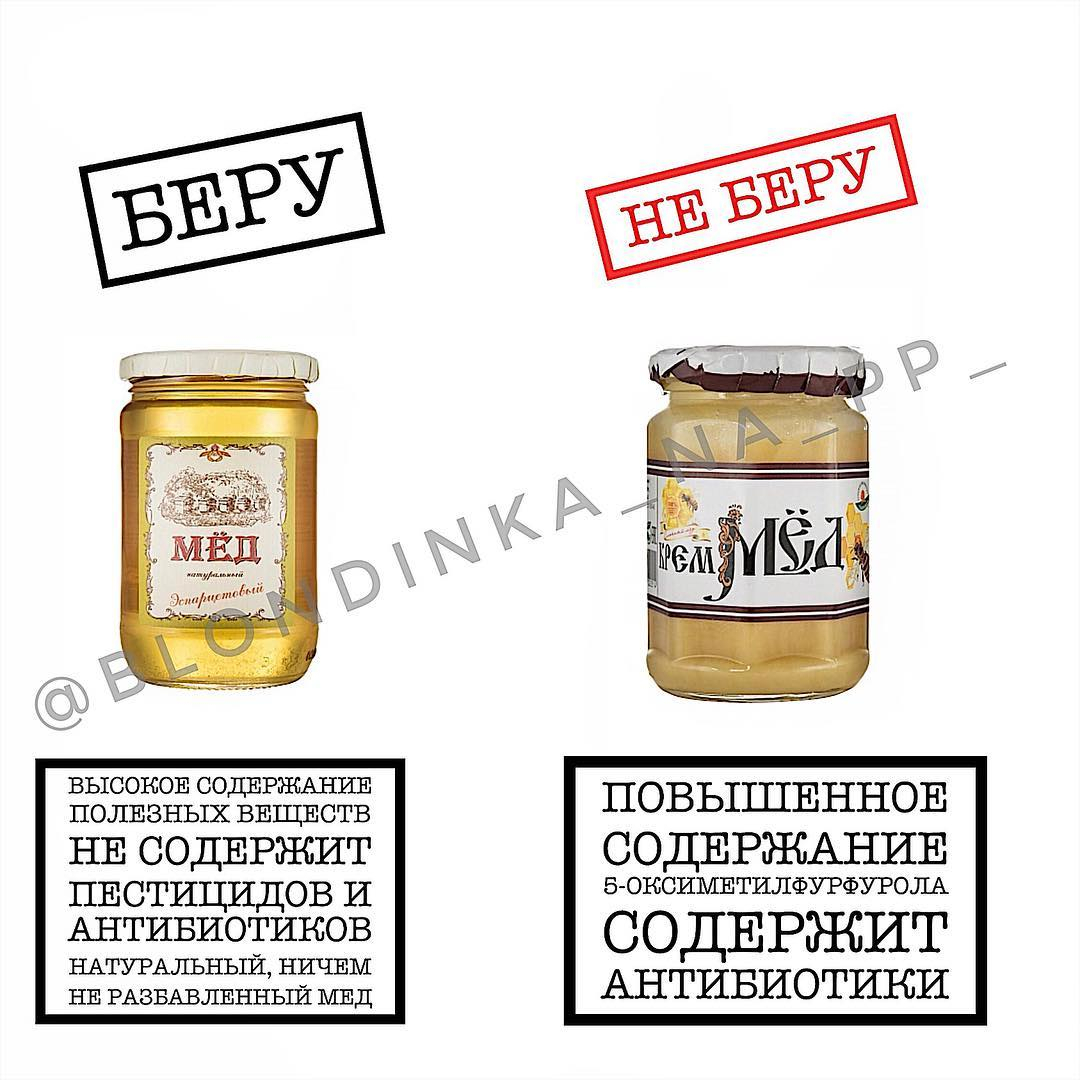 БЕРУ
НЕ БЕРУ
МЁД
натуральный
Эспарцетовый
КРЕМ МЁД
@BLONDINKA_NA_PP_
ВЫСОКОЕ СОДЕРЖАНИЕ
ПОЛЕЗНЫХ ВЕЩЕСТВ
НЕ СОДЕРЖИТ
ПЕСТИЦИДОВ И
АНТИБИОТИКОВ
НАТУРАЛЬНЫЙ, НИЧЕМ
НЕ РАЗБАВЛЕННЫЙ МЕД
ПОВЫШЕННОЕ
СОДЕРЖАНИЕ
5-ОКСИМЕТИЛФУРФУРОЛА
СОДЕРЖИТ
АНТИБИОТИКИ